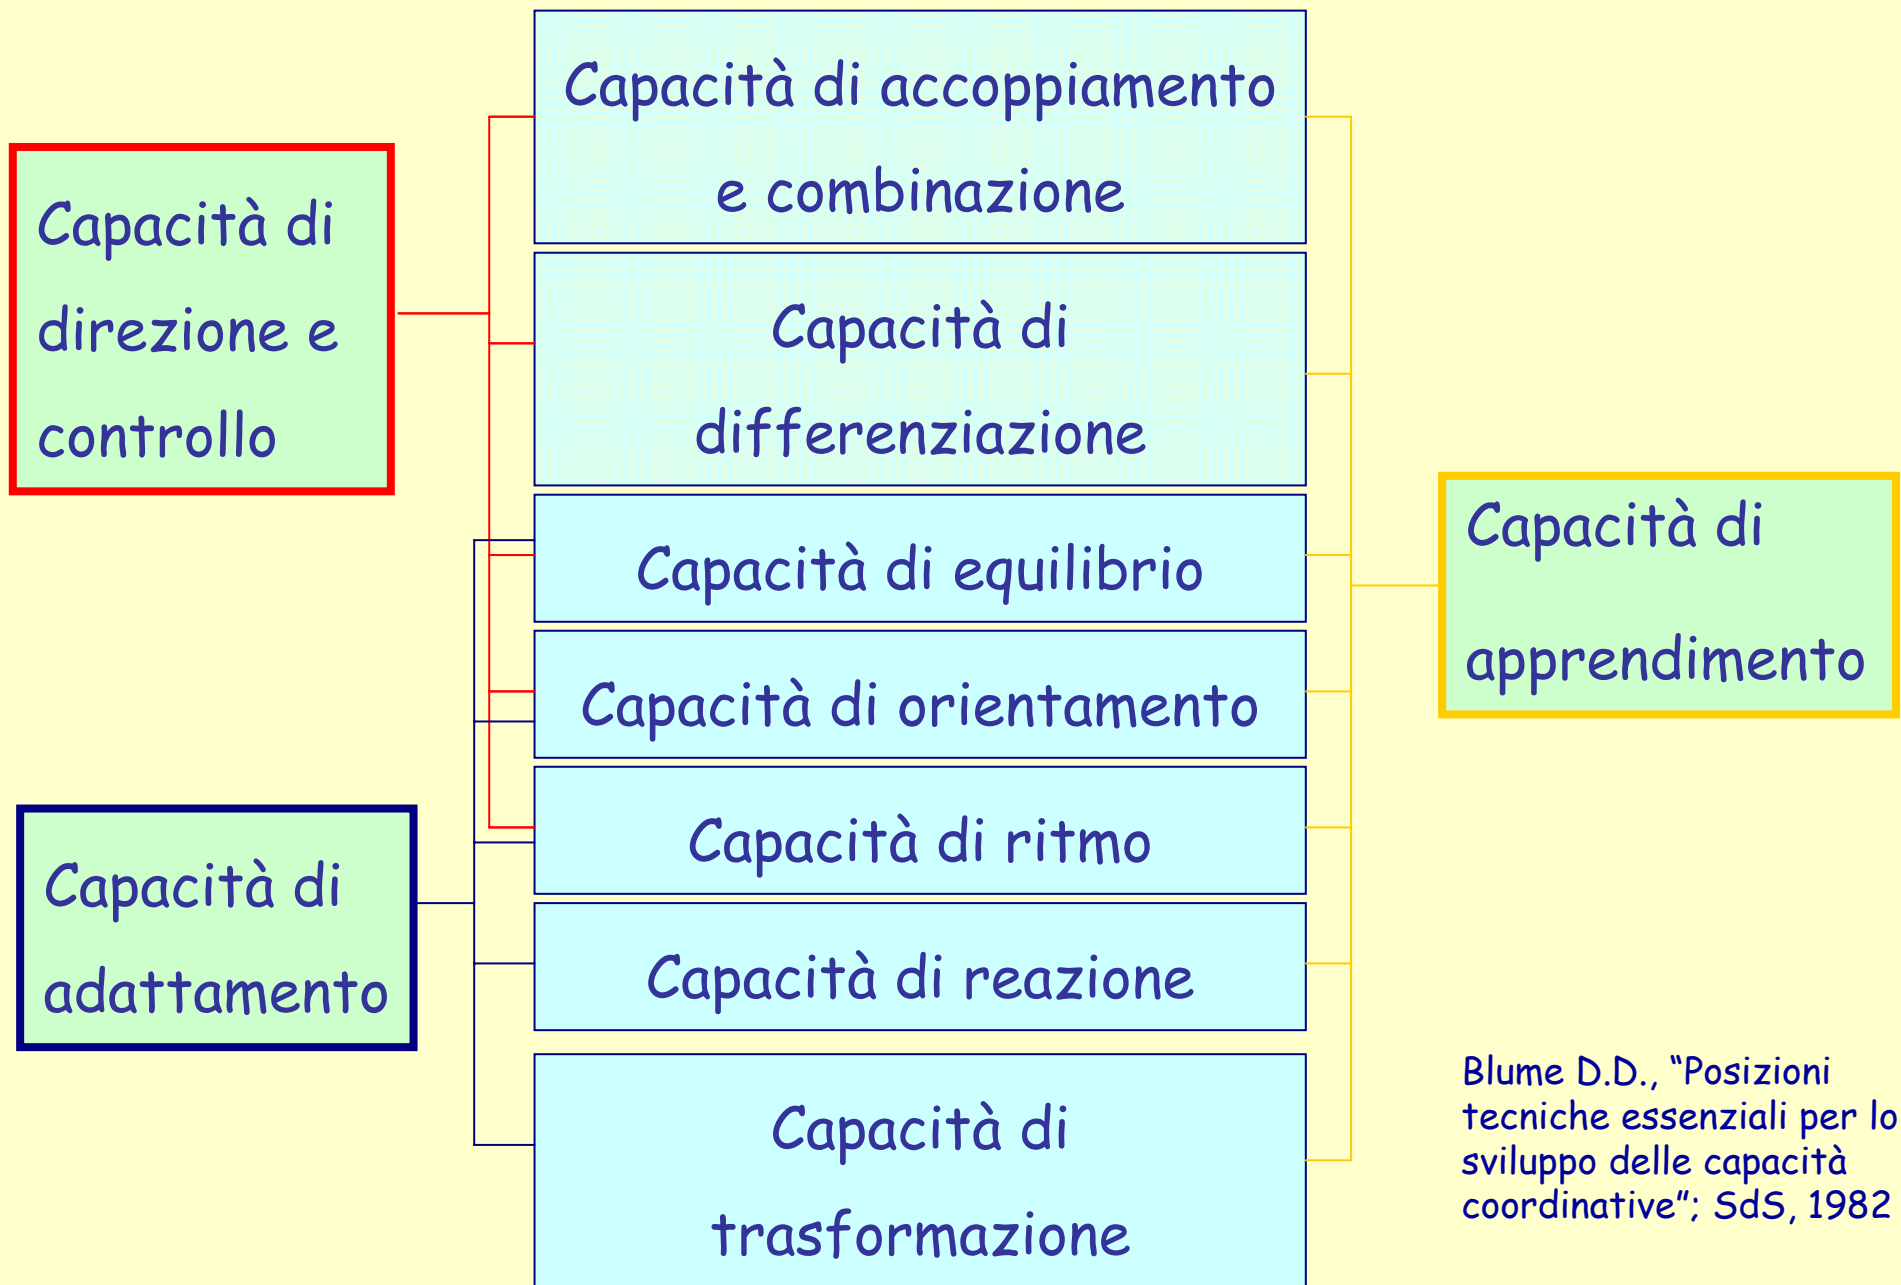 Capacità di accoppiamento
e combinazione
Capacità di
direzione e
controllo
Capacità di
differenziazione
Capacità di equilibrio
Capacità di
apprendimento
Capacità di orientamento
Capacità di ritmo
Capacità di
adattamento
Capacità di reazione
Capacità di
trasformazione
Blume D.D., “Posizioni
tecniche essenziali per lo
sviluppo delle capacità
coordinative”; SdS, 1982